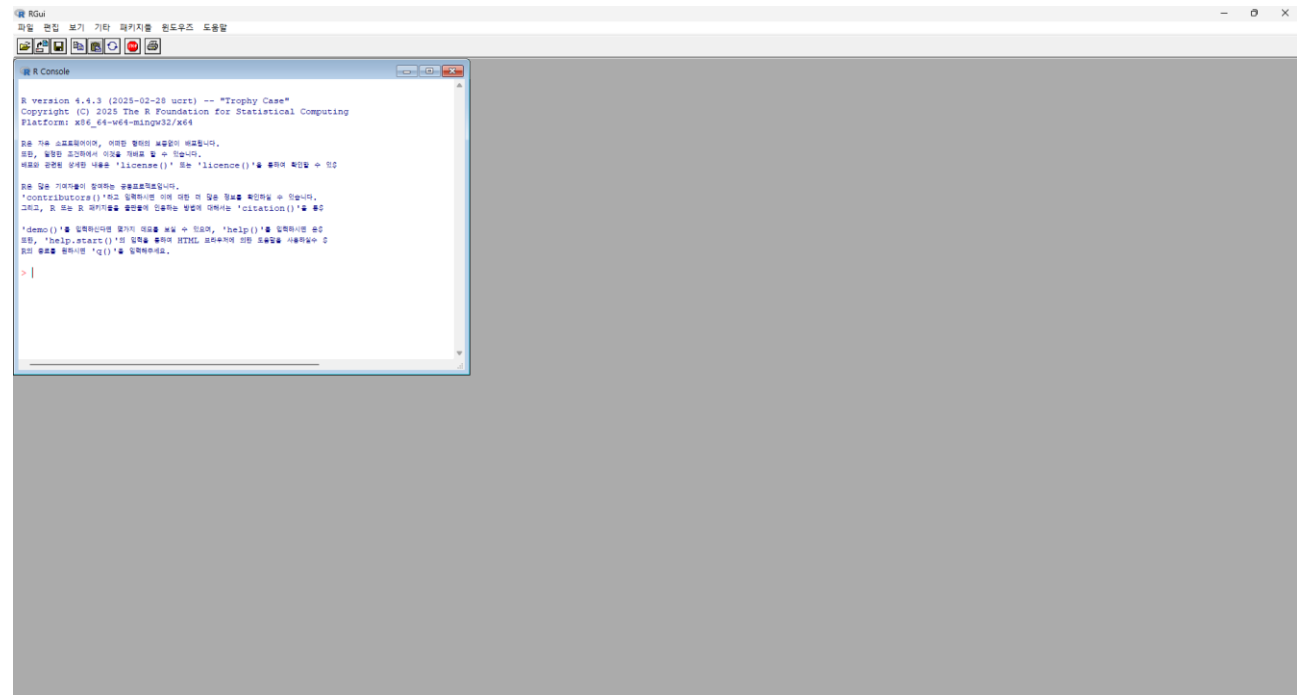 RGui
파일 편집 보기 기타 패키지들 윈도우즈 도움말
STOP
R Console
R version 4.4.3 (2025-02-28 ucrt) -- "Trophy Case"
Copyright (C) 2025 The R Foundation for Statistical Computing
Platform: x86_64-w64-mingw32/x64
R은 자유 소프트웨어이며, 어떠한 형태의 보증없이 배포됩니다.
또한, 일정한 조건하에서 이것을 재배포 할 수 있습니다.
배포와 관련된 상세한 내용은 'license()' 또는 'licence()'을 통하여 확인할 수 있$
R은 많은 기여자들이 참여하는 공동프로젝트입니다.
'contributors()'라고 입력하시면 이에 대한 더 많은 정보를 확인하실 수 있습니다.
그리고, R 또는 R 패키지들을 출판물에 인용하는 방법에 대해서는 'citation()'을 통$
'demo()'를 입력하신다면 몇가지 데모를 보실 수 있으며, 'help()'를 입력하시면 온$
또한, 'help.start()'의 입력을 통하여 HTML 브라우저에 의한 도움말을 사용하실수 $
R의 종료를 원하시면 'q()'을 입력해주세요.
>